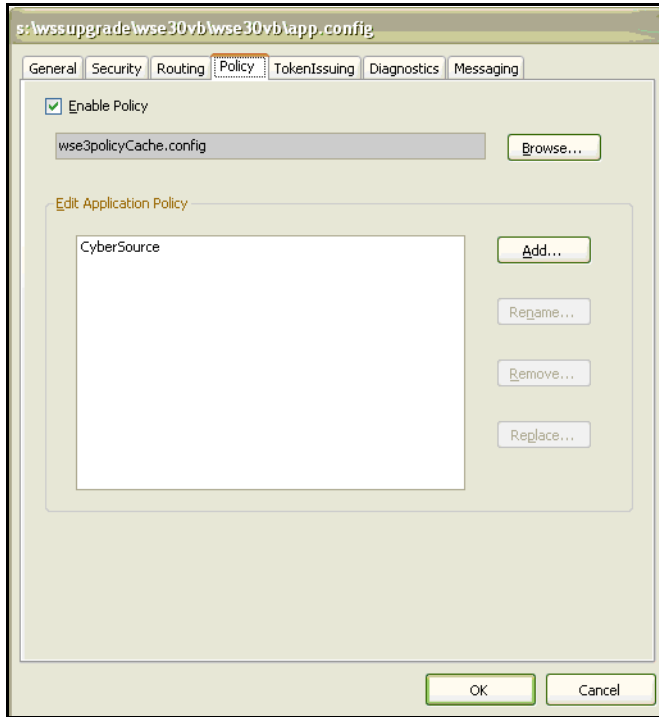 s:\wssupgrade\wse30vb\wse30vb\app.config
General Security Routing Policy TokenIssuing Diagnostics Messaging
Enable Policy
wse3policyCache.config Browse...
Edit Application Policy
CyberSource
Add...
Rename...
Remove...
Replace...
OK Cancel